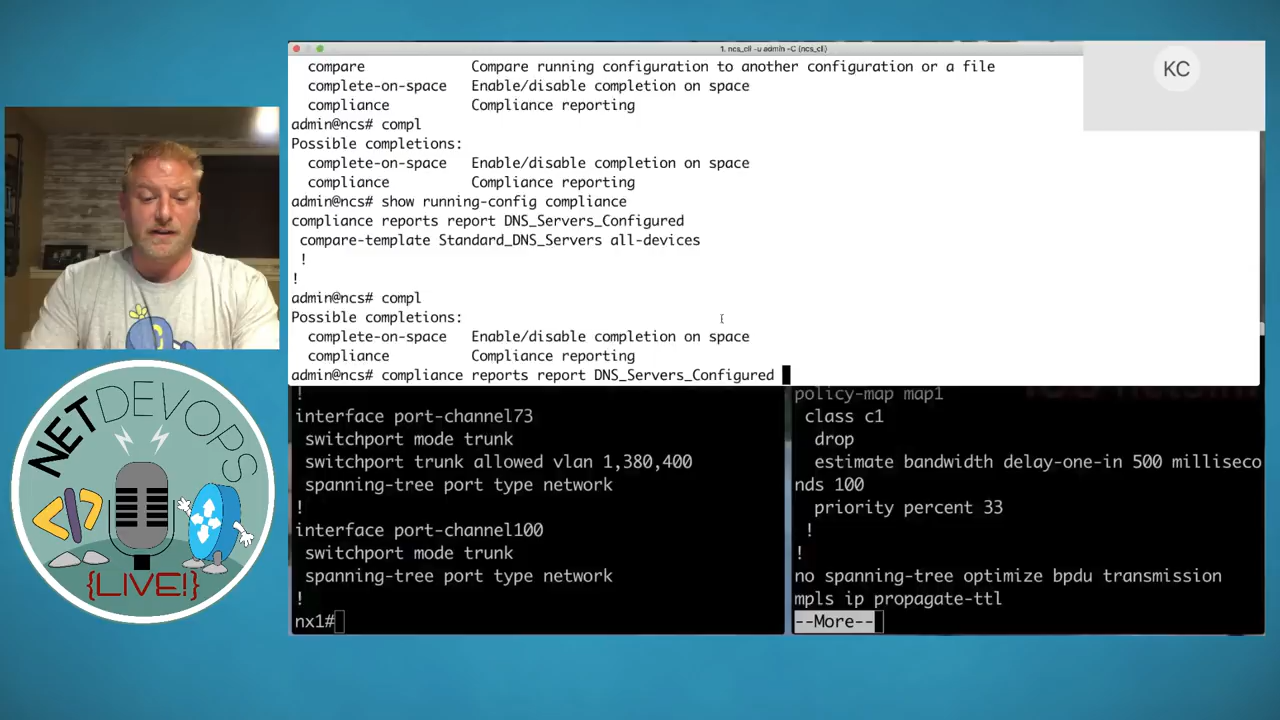 1. ncs_cli -u admin -C (ncs_cli)
compare Compare running configuration to another configuration or a file
complete-on-space Enable/disable completion on space
compliance Compliance reporting
admin@ncs# compl
Possible completions:
complete-on-space Enable/disable completion on space
compliance Compliance reporting
admin@ncs# show running-config compliance
compliance reports report DNS_Servers_Configured
compare-template Standard_DNS_Servers all-devices
!
!
admin@ncs# compl
Possible completions:
complete-on-space Enable/disable completion on space
compliance Compliance reporting
admin@ncs# compliance reports report DNS_Servers_Configured
KC
!
interface port-channel73
switchport mode trunk
switchport trunk allowed vlan 1,380,400
spanning-tree port type network
!
interface port-channel100
switchport mode trunk
spanning-tree port type network
!
nx1#
policy-map map1
class c1
drop
estimate bandwidth delay-one-in 500 milliseco
nds 100
priority percent 33
!
!
no spanning-tree optimize bpdu transmission
mpls ip propagate-ttl
--More--
NETDEVOPS
</>
{LIVE!}